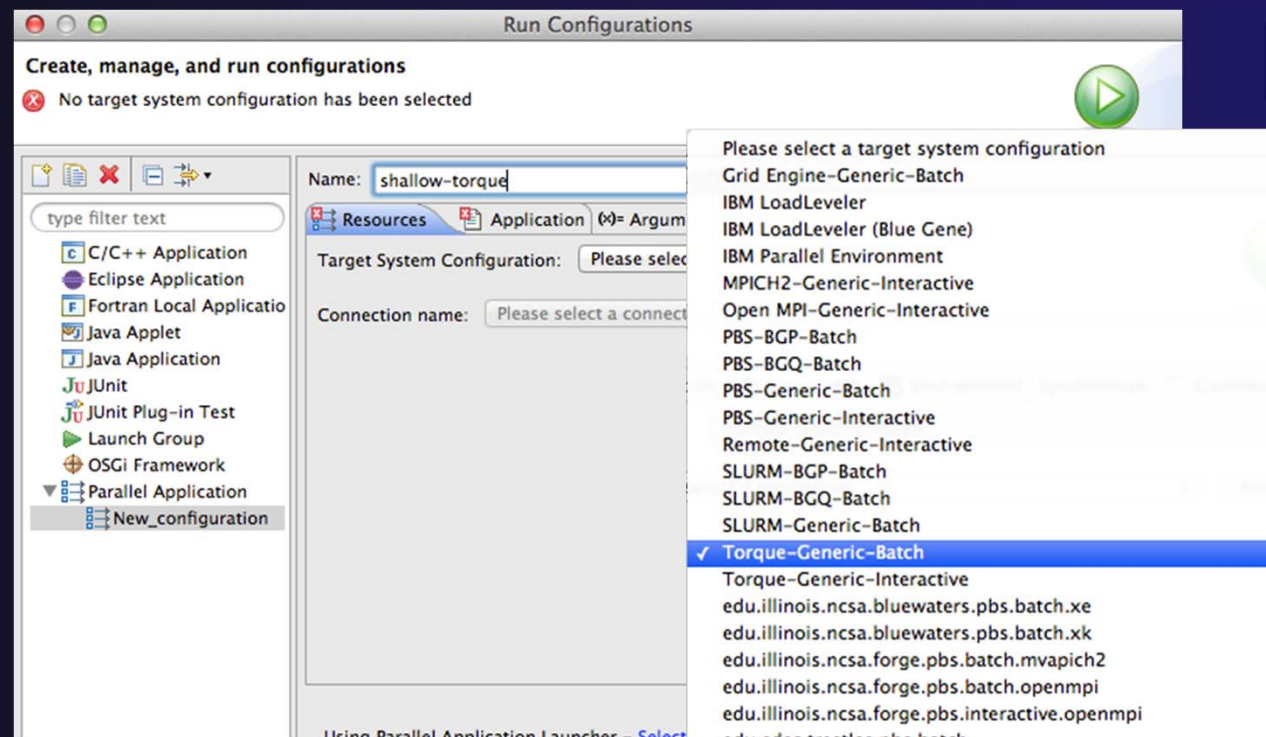 Run Configurations
Create, manage, and run configurations
No target system configuration has been selected
type filter text
C/C++ Application
Eclipse Application
Fortran Local Applicatio
Java Applet
Java Application
JUnit
JUnit Plug-in Test
Launch Group
OSGi Framework
Parallel Application
New_configuration
Name: shallow-torque
Resources Application (x)= Argum
Target System Configuration: Please selec
Connection name: Please select a connect
Using Parallel Application Launcher - Select
Please select a target system configuration
Grid Engine-Generic-Batch
IBM LoadLeveler
IBM LoadLeveler (Blue Gene)
IBM Parallel Environment
MPICH2-Generic-Interactive
Open MPI-Generic-Interactive
PBS-BGP-Batch
PBS-BGQ-Batch
PBS-Generic-Batch
PBS-Generic-Interactive
Remote-Generic-Interactive
SLURM-BGP-Batch
SLURM-BGQ-Batch
SLURM-Generic-Batch
✓ Torque-Generic-Batch
Torque-Generic-Interactive
edu.illinois.ncsa.bluewaters.pbs.batch.xe
edu.illinois.ncsa.bluewaters.pbs.batch.xk
edu.illinois.ncsa.forge.pbs.batch.mvapich2
edu.illinois.ncsa.forge.pbs.batch.openmpi
edu.illinois.ncsa.forge.pbs.interactive.openmpi